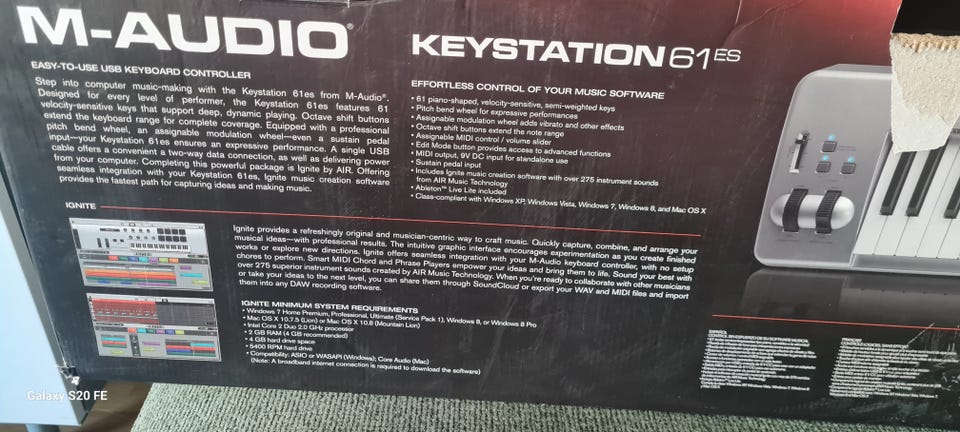 M-AUDIO®
EASY-TO-USE USB KEYBOARD CONTROLLER
Step into computer music-making with the Keystation 61es from M-Audio®.
Designed for every level of performer, the Keystation 61es features 61
velocity-sensitive keys that support deep, dynamic playing. Octave shift buttons
extend the keyboard range for complete coverage. Equipped with a professional
pitch bend wheel, an assignable modulation wheel—even a sustain pedal
input—your Keystation 61es ensures an expressive performance. A single USB
cable offers a convenient two-way data connection, as well as delivering power
from your computer. Completing this powerful package is Ignite by AIR. Offering
seamless integration with your Keystation 61es, Ignite music creation software
provides the fastest path for capturing ideas and making music.
KEYSTATION 61 ES
EFFORTLESS CONTROL OF YOUR MUSIC SOFTWARE
• 61 piano-shaped, velocity-sensitive, semi-weighted keys
• Pitch bend wheel for expressive performances
• Assignable modulation wheel adds vibrato and other effects
• Octave shift buttons extend the note range
• Assignable MIDI control / volume slider
• Edit Mode button provides access to advanced functions
• MIDI output, 9V DC input for standalone use
• Sustain pedal input
• Includes Ignite music creation software with over 275 instrument sounds
from AIR Music Technology
• Ableton™ Live Lite included
• Class-compliant with Windows XP, Windows Vista, Windows 7, Windows 8, and Mac OS X
IGNITE
Ignite provides a refreshingly original and musician-centric way to craft music. Quickly capture, combine, and arrange your
musical ideas—with professional results. The intuitive graphic interface encourages experimentation as you create finished
works or explore new directions. Ignite offers seamless integration with your M-Audio keyboard controller, with no setup
chores to perform. Smart MIDI Chord and Phrase Players empower your ideas and bring them to life. Sound your best with
over 275 superior instrument sounds created by AIR Music Technology. When you're ready to collaborate with other musicians
or take your ideas to the next level, you can share them through SoundCloud or export your WAV and MIDI files and import
them into any DAW recording software.
IGNITE MINIMUM SYSTEM REQUIREMENTS
• Windows 7 Home Premium, Professional, Ultimate (Service Pack 1), Windows 8, or Windows 8 Pro
• Mac OS X 10.7.5 (Lion) or Mac OS X 10.8 (Mountain Lion)
• Intel Core 2 Duo 2.0 GHz processor
• 2 GB RAM (4 GB recommended)
• 4 GB hard drive space
• 5400 RPM hard drive
• Compatibility: ASIO or WASAPI (Windows); Core Audio (Mac)
(Note: A broadband internet connection is required to download the software)
ESPAÑOL
FRANÇAIS
Galaxy S20 FE